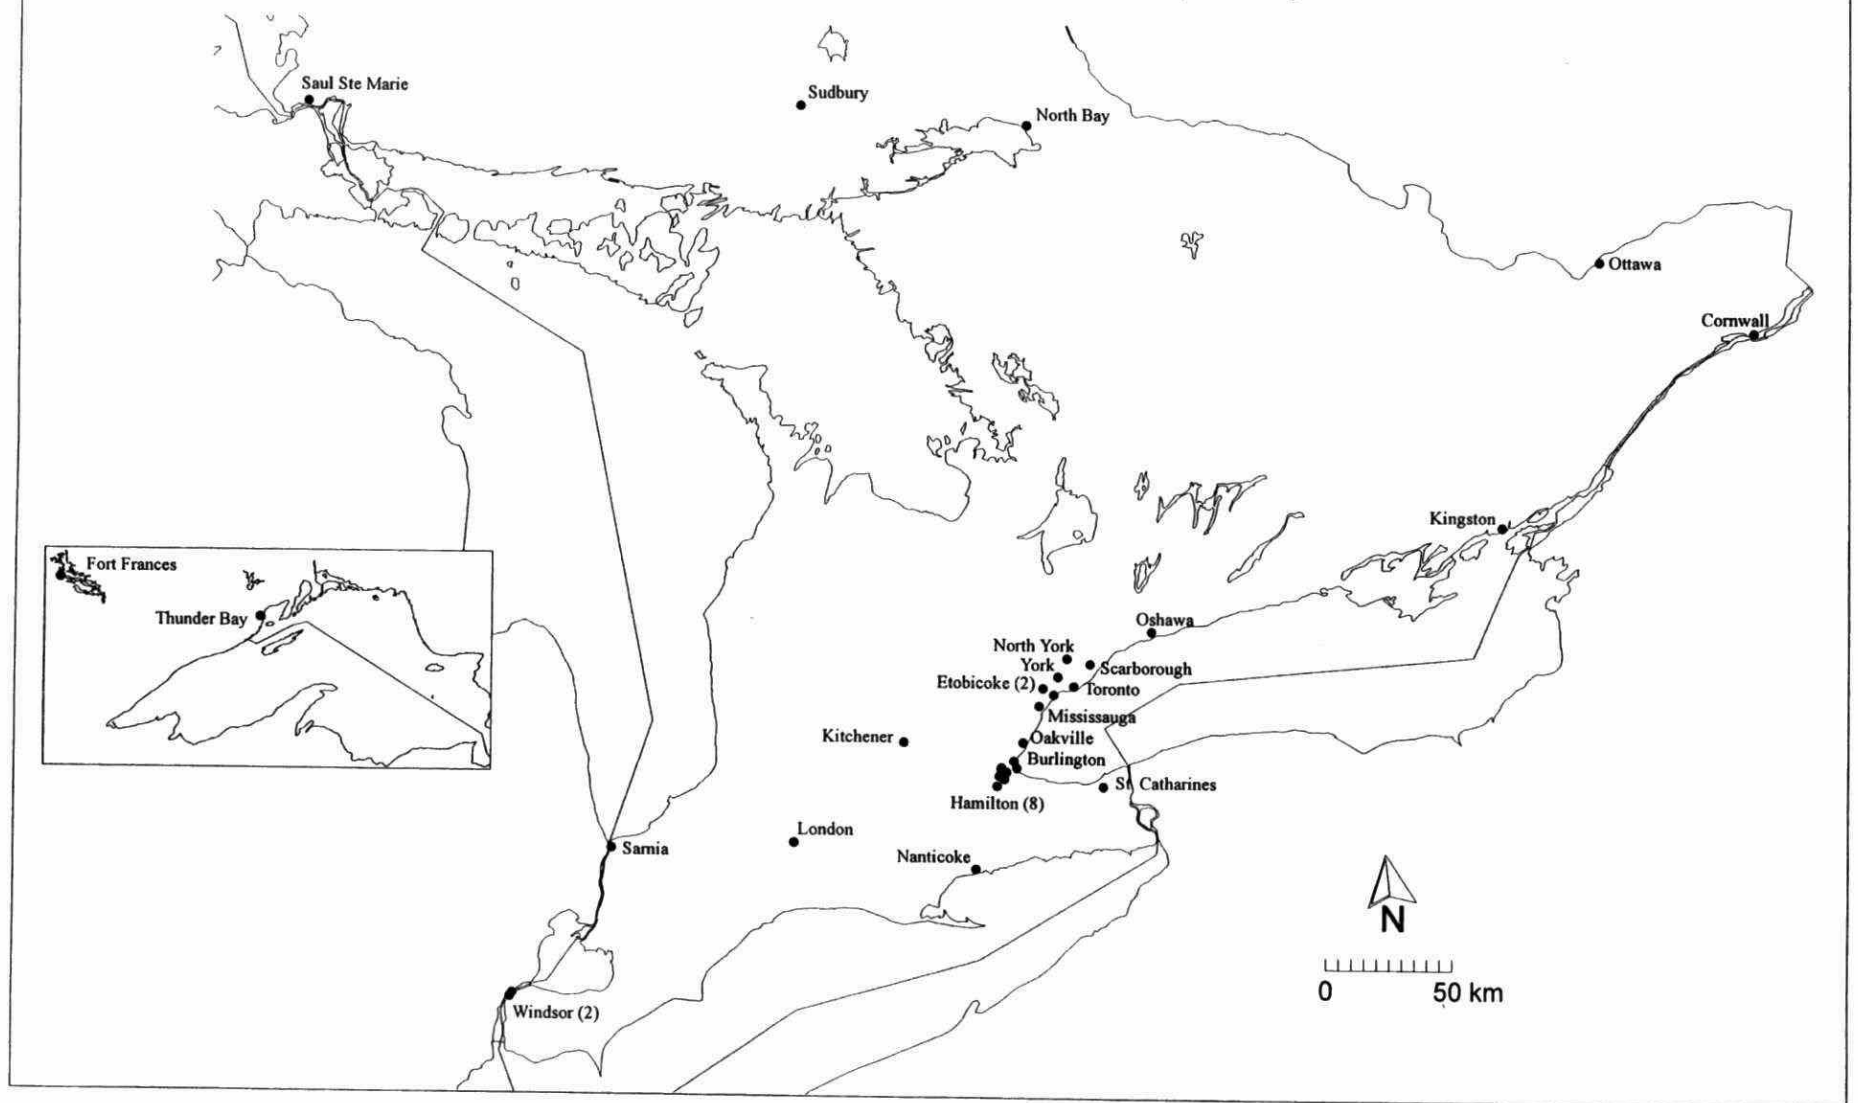 Saul Ste Marie
Sudbury
North Bay
Ottawa
Cornwall
Kingston
Fort Frances
Thunder Bay
Oshawa
North York
York
Scarborough
Etobicoke (2)
Toronto
Mississauga
Kitchener
Oakville
Burlington
St Catharines
Hamilton (8)
London
Sarnia
Nanticoke
N
0 50 km
Windsor (2)